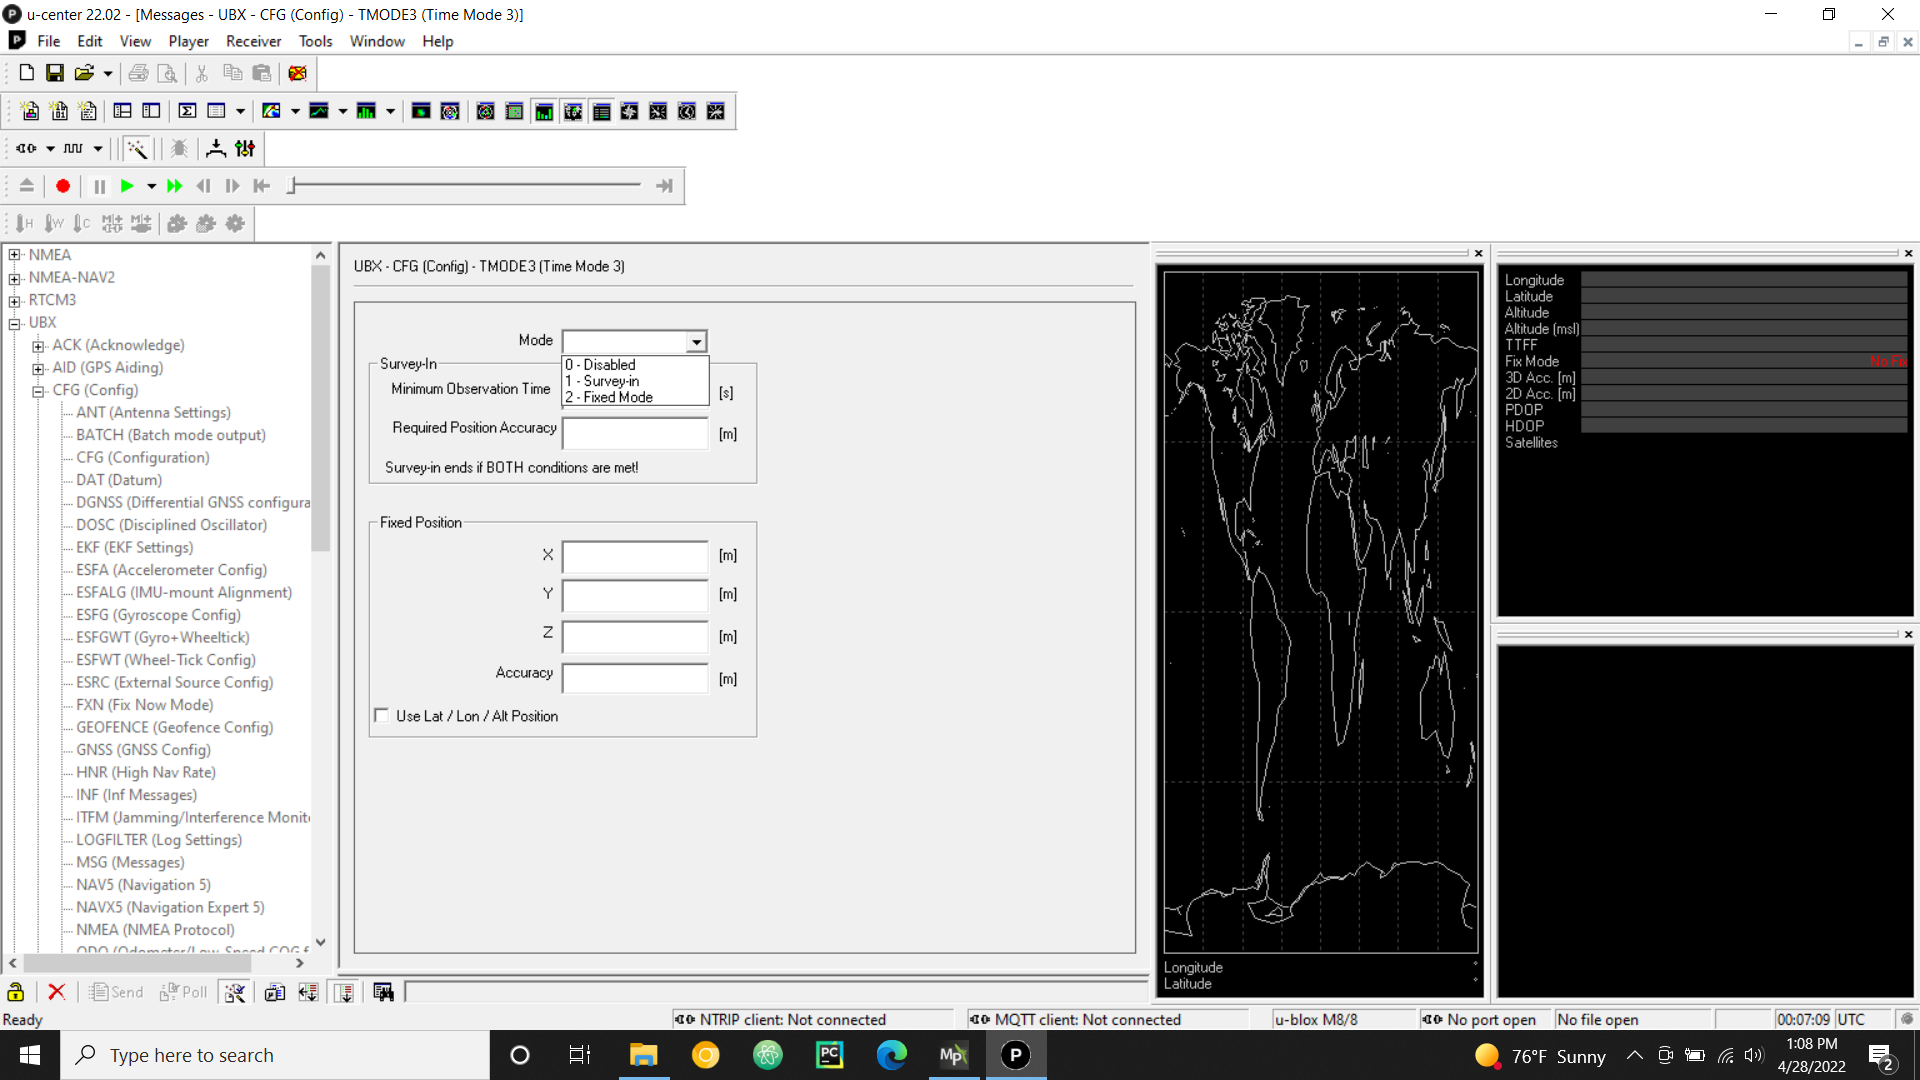 u-center 22.02 - [Messages - UBX - CFG (Config) - TMODE3 (Time Mode 3)]
File Edit View Player Receiver Tools Window Help
NMEA
NMEA-NAV2
RTCM3
UBX
ACK (Acknowledge)
AID (GPS Aiding)
CFG (Config)
ANT (Antenna Settings)
BATCH (Batch mode output)
CFG (Configuration)
DAT (Datum)
DGNSS (Differential GNSS configura
DOSC (Disciplined Oscillator)
EKF (EKF Settings)
ESFA (Accelerometer Config)
ESFALG (IMU-mount Alignment)
ESFG (Gyroscope Config)
ESFGWT (Gyro+Wheeltick)
ESFWT (Wheel-Tick Config)
ESRC (External Source Config)
FXN (Fix Now Mode)
GEOFENCE (Geofence Config)
GNSS (GNSS Config)
HNR (High Nav Rate)
INF (Inf Messages)
ITFM (Jamming/Interference Monit
LOGFILTER (Log Settings)
MSG (Messages)
NAV5 (Navigation 5)
NAVX5 (Navigation Expert 5)
NMEA (NMEA Protocol)
ODO (Odometer/Low-Speed COG f
UBX - CFG (Config) - TMODE3 (Time Mode 3)
Mode
0 - Disabled
1 - Survey-in
2 - Fixed Mode
Survey-In
Minimum Observation Time [s]
Required Position Accuracy [m]
Survey-in ends if BOTH conditions are met!
Fixed Position
X [m]
Y [m]
Z [m]
Accuracy [m]
Use Lat / Lon / Alt Position
Longitude °
Latitude °
Longitude
Latitude
Altitude
Altitude (msl)
TTFF
Fix Mode No Fix
3D Acc. [m]
2D Acc. [m]
PDOP
HDOP
Satellites
Send Poll
Ready NTRIP client: Not connected MQTT client: Not connected u-blox M8/8 No port open No file open 00:07:09 UTC
Type here to search
PC
Mp
P
76°F Sunny
1:08 PM
4/28/2022
2